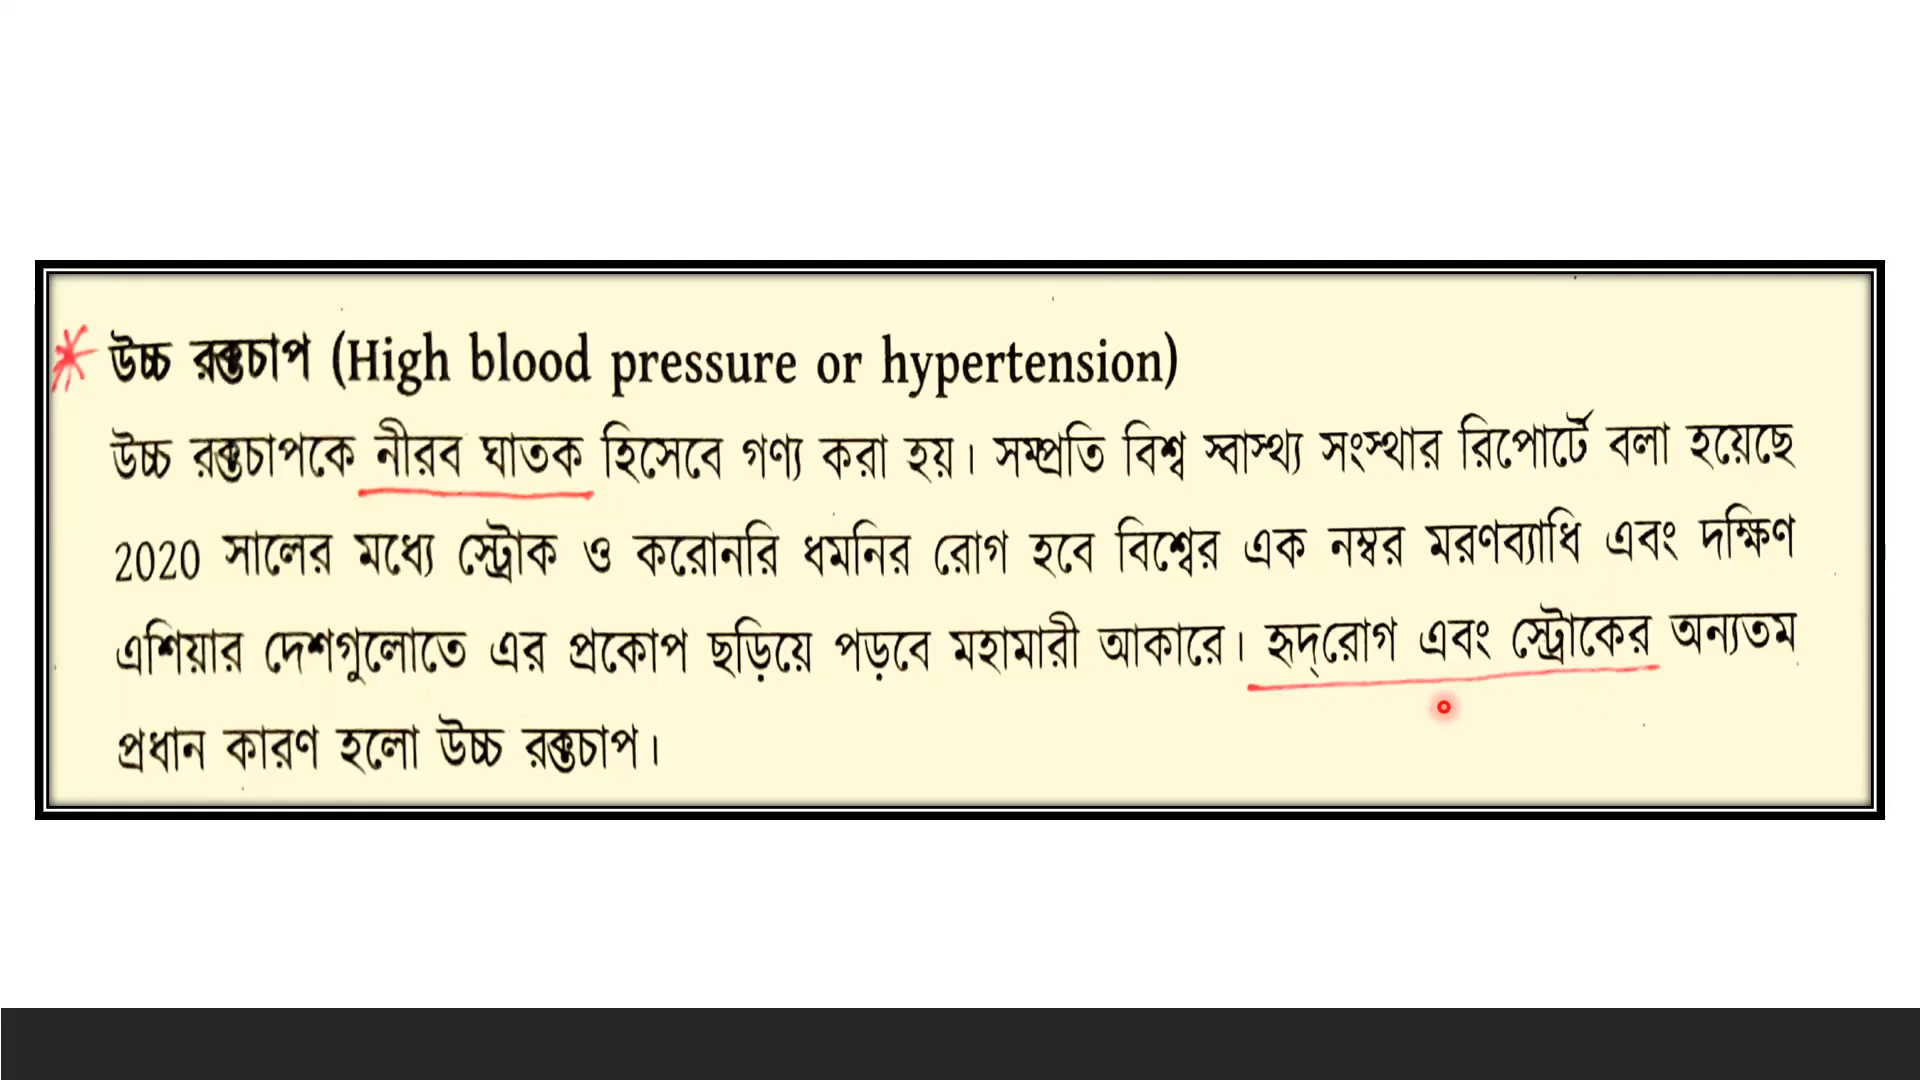 উচ্চ রক্তচাপ (High blood pressure or hypertension)
উচ্চ রক্তচাপকে নীরব ঘাতক হিসেবে গণ্য করা হয়। সম্প্রতি বিশ্ব স্বাস্থ্য সংস্থার রিপোর্টে বলা হয়েছে
2020 সালের মধ্যে স্ট্রোক ও করোনরি ধমনির রোগ হবে বিশ্বের এক নম্বর মরণব্যাধি এবং দক্ষিণ
এশিয়ার দেশগুলোতে এর প্রকোপ ছড়িয়ে পড়বে মহামারী আকারে। হৃদ্‌রোগ এবং স্ট্রোকের অন্যতম
প্রধান কারণ হলো উচ্চ রক্তচাপ।